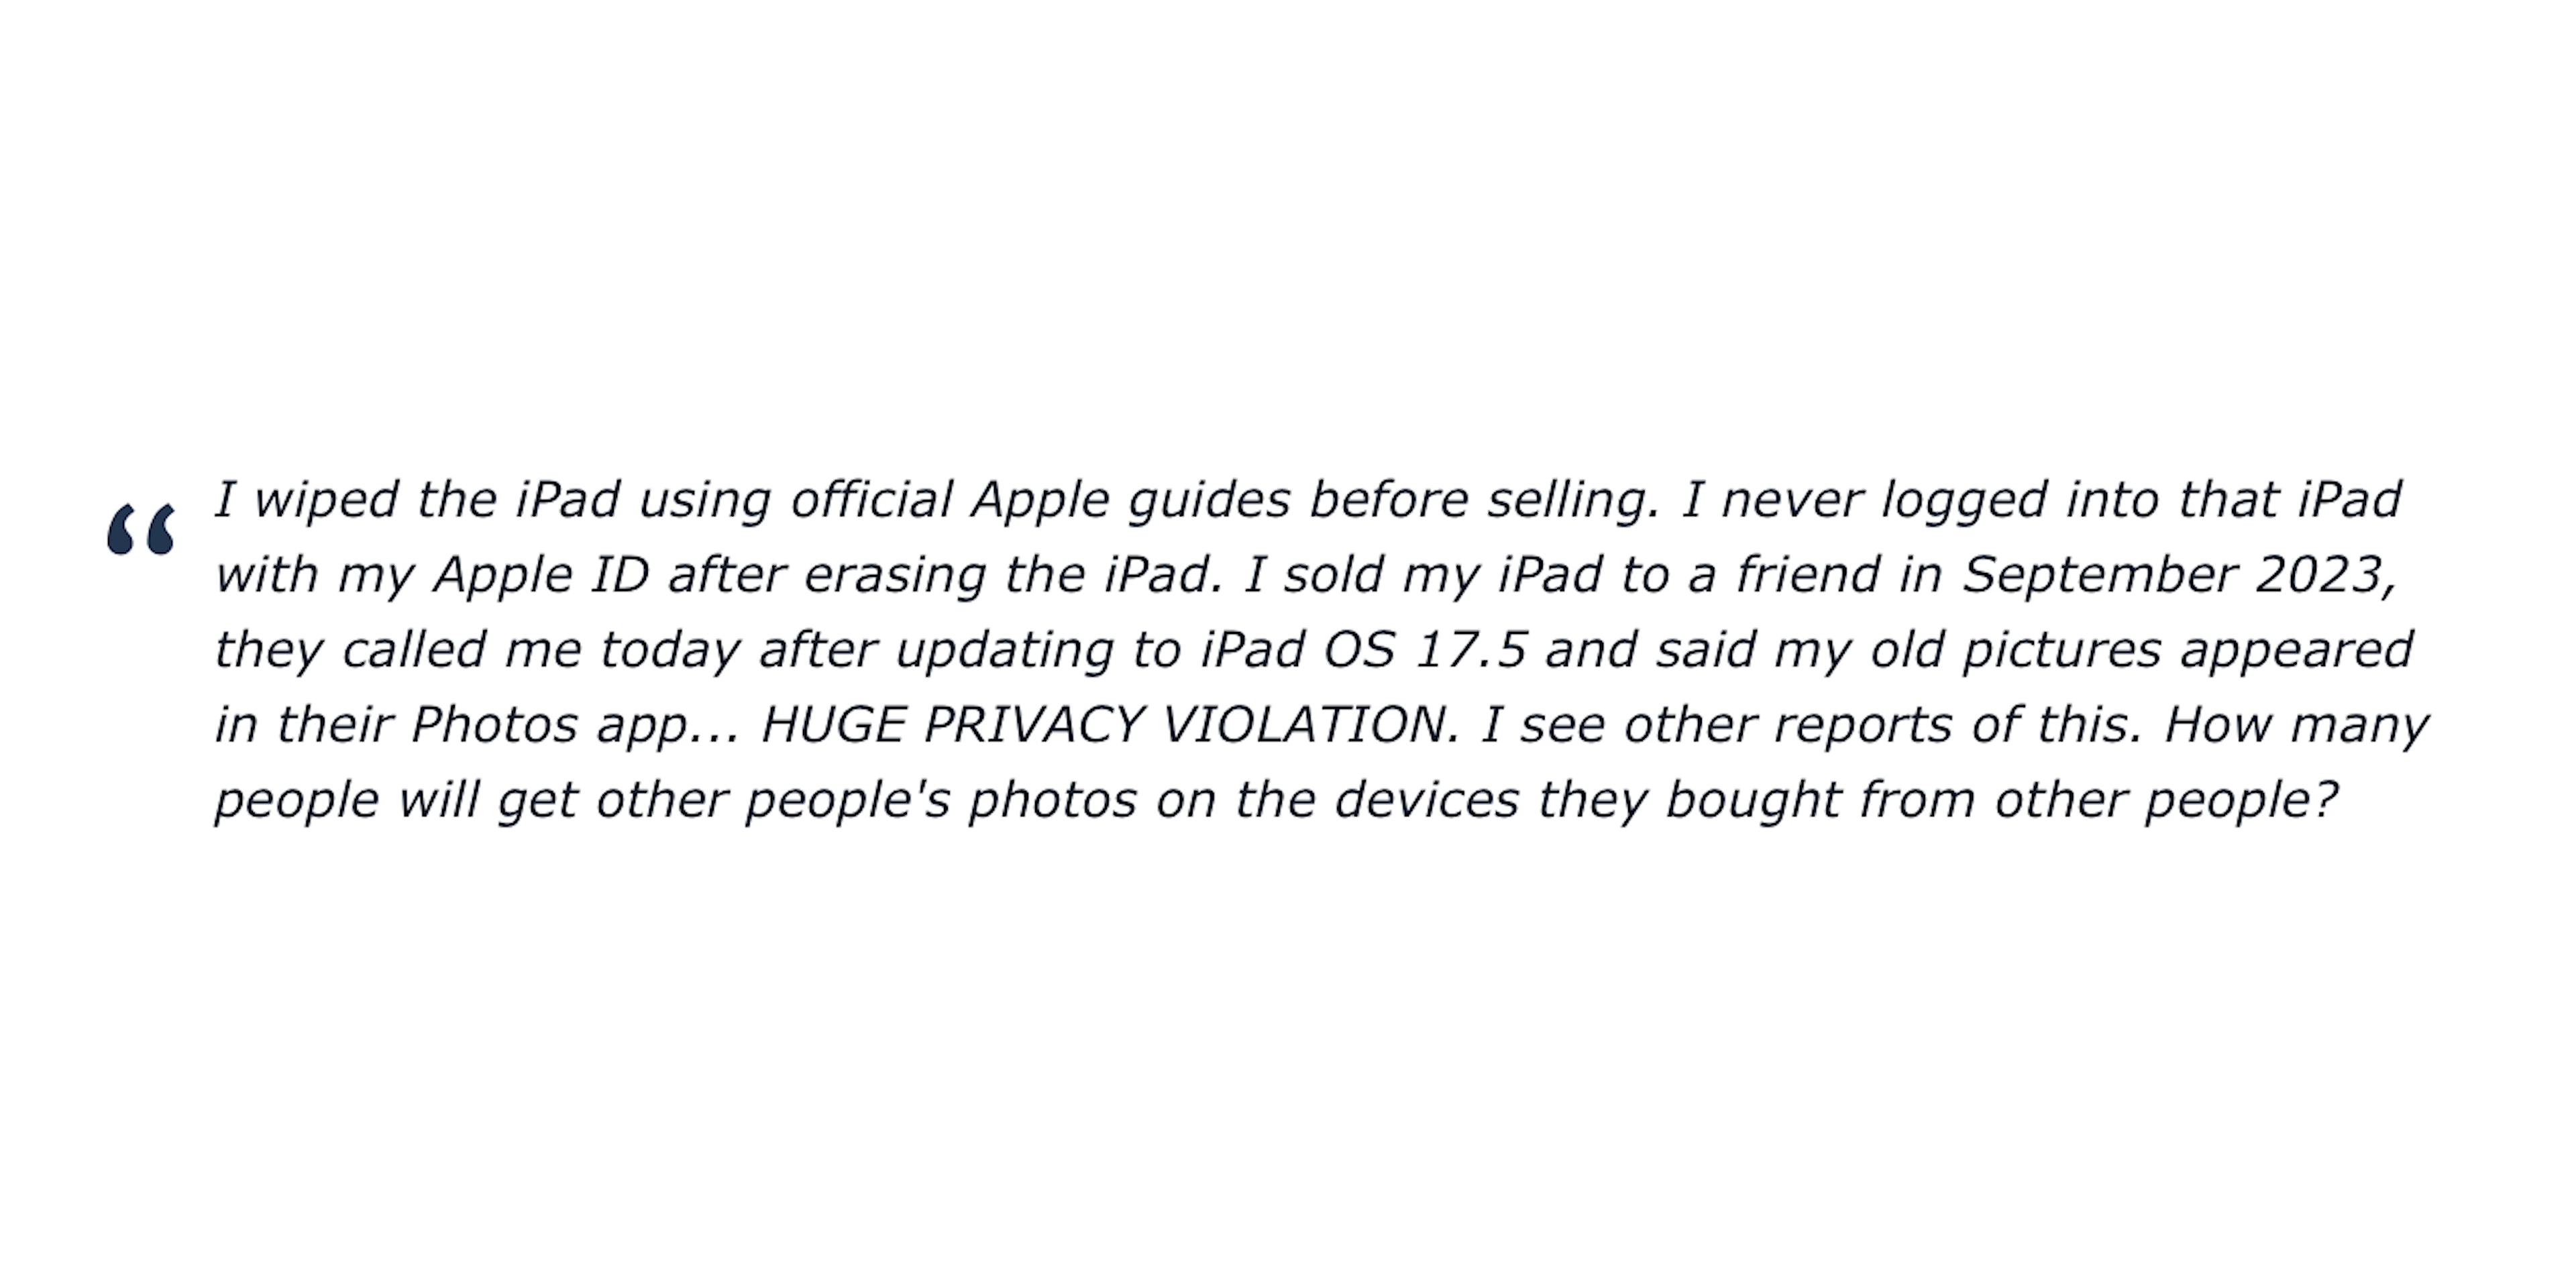 “ I wiped the iPad using official Apple guides before selling. I never logged into that iPad
with my Apple ID after erasing the iPad. I sold my iPad to a friend in September 2023,
they called me today after updating to iPad OS 17.5 and said my old pictures appeared
in their Photos app... HUGE PRIVACY VIOLATION. I see other reports of this. How many
people will get other people's photos on the devices they bought from other people?